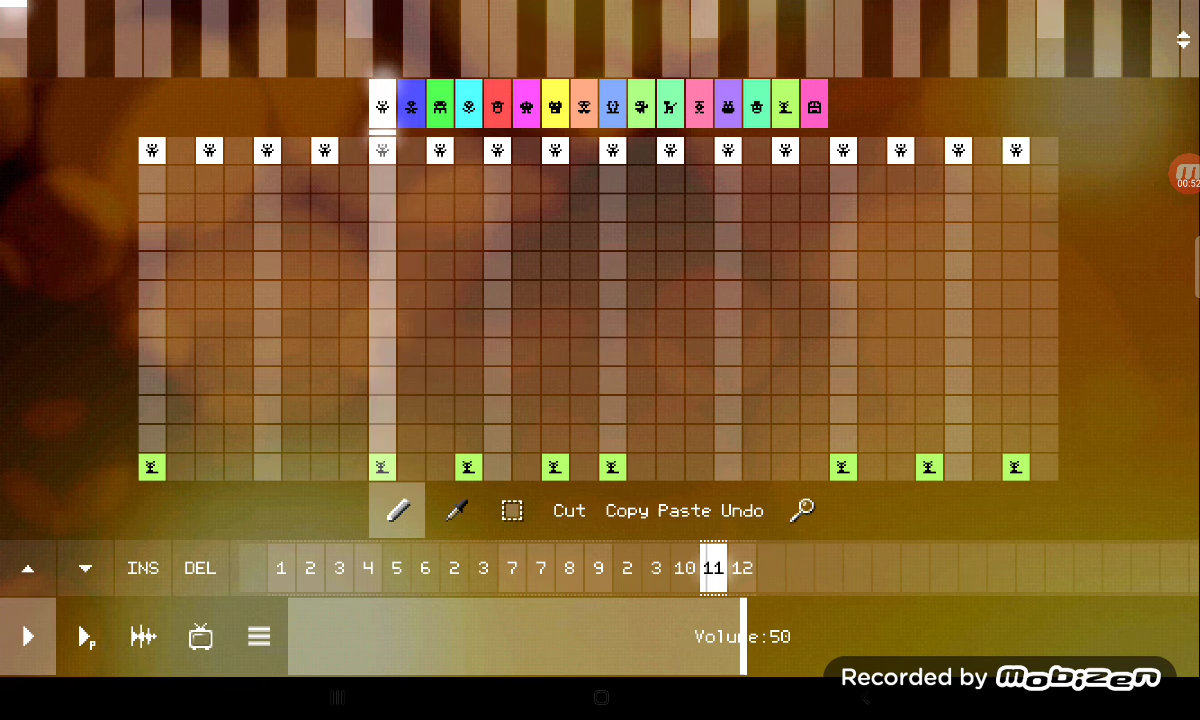 00:52
Cut Copy Paste Undo
INS DEL 1 2 3 4 5 6 2 3 7 7 8 9 2 3 10 11 12
P Volume:50
Recorded by mobizen